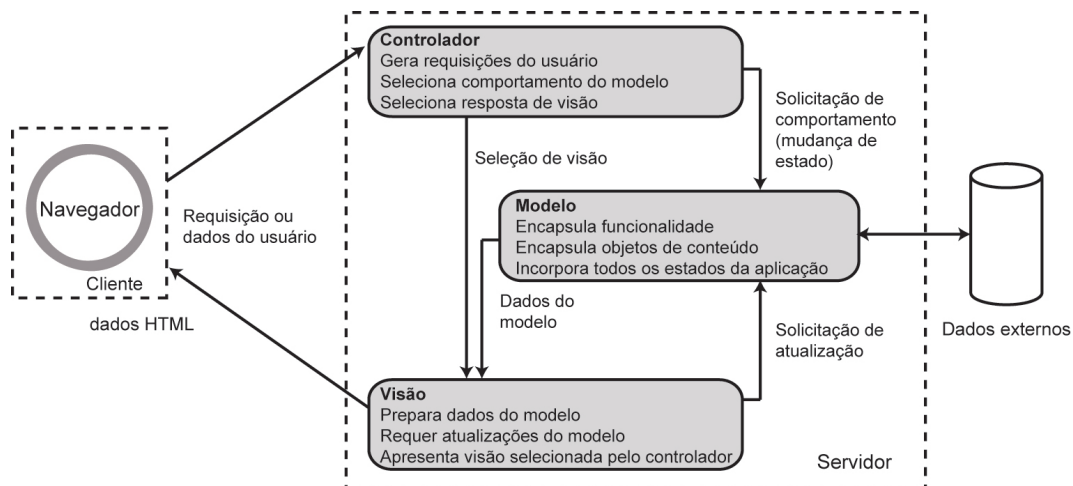 Controlador
Gera requisições do usuário
Seleciona comportamento do modelo
Seleciona resposta de visão
Solicitação de
comportamento
(mudança de
estado)
Seleção de visão
Navegador
Cliente
Requisição ou
dados do usuário
dados HTML
Modelo
Encapsula funcionalidade
Encapsula objetos de conteúdo
Incorpora todos os estados da aplicação
Dados do
modelo
Solicitação de
atualização
Dados externos
Visão
Prepara dados do modelo
Requer atualizações do modelo
Apresenta visão selecionada pelo controlador
Servidor